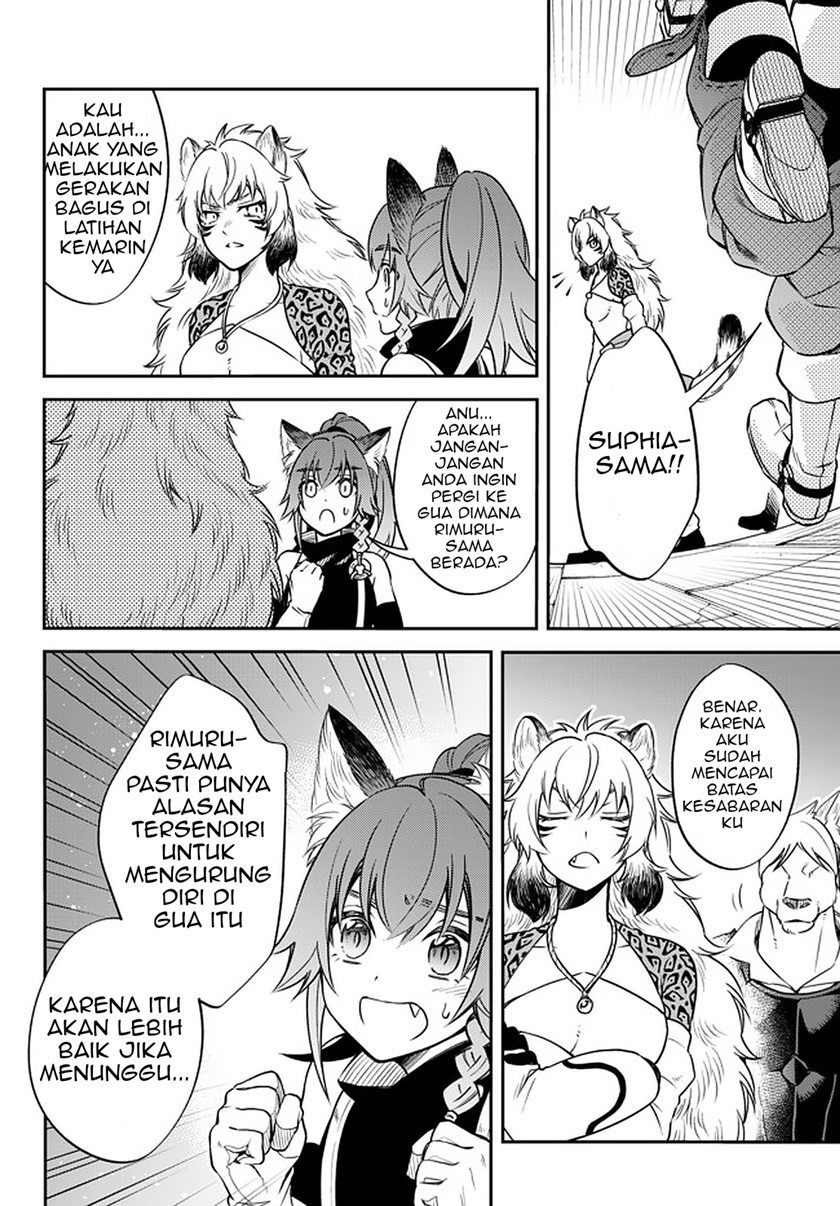 SUPHIA-
SAMA!!
KAU
ADALAH...
ANAK YANG
MELAKUKAN
GERAKAN
BAGUS DI
LATIHAN
KEMARIN
YA
ANU...
APAKAH
JANGAN-
JANGAN
ANDA INGIN
PERGI KE
GUA DIMANA
RIMURU-
SAMA
BERADA?
BENAR.
KARENA
AKU
SUDAH
MENCAPAI
BATAS
KESABARAN
KU
RIMURU-
SAMA
PASTI PUNYA
ALASAN
TERSENDIRI
UNTUK
MENGURUNG
DIRI DI
GUA ITU
KARENA ITU
AKAN LEBIH
BAIK JIKA
MENUNGGU...